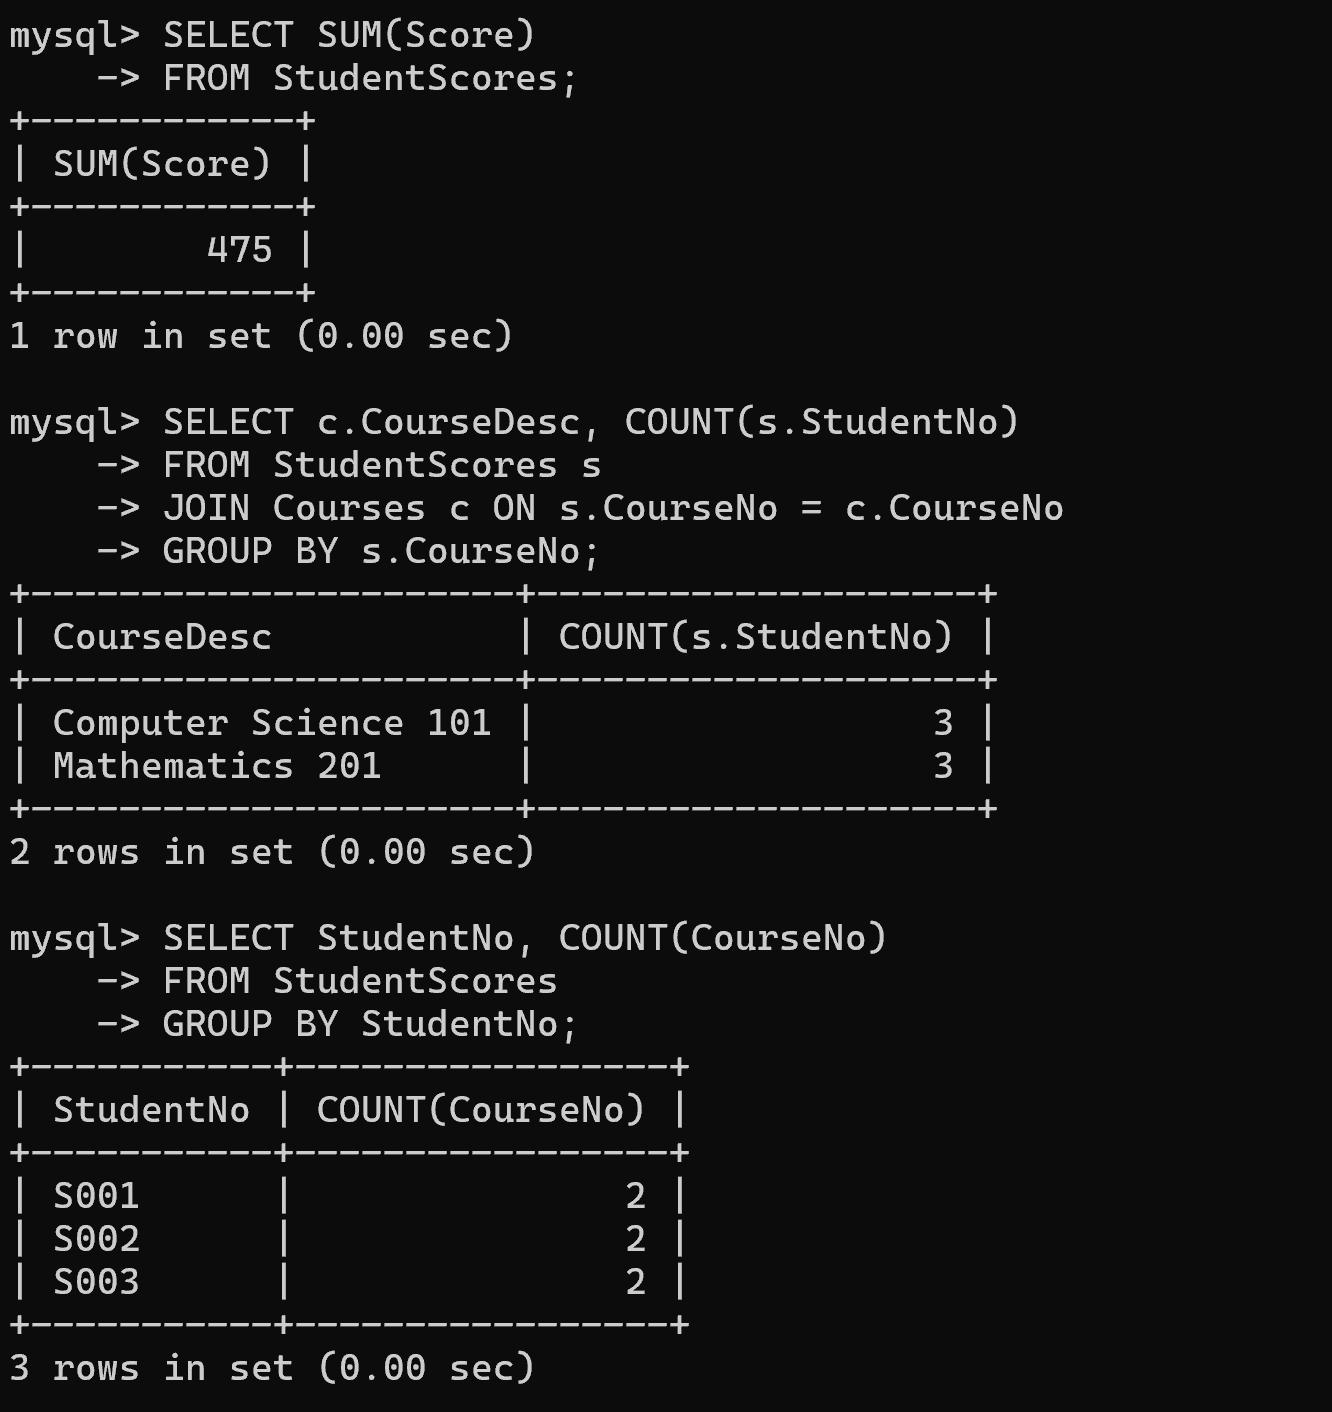 mysql> SELECT SUM(Score)
    -> FROM StudentScores;
+------------+
| SUM(Score) |
+------------+
|        475 |
+------------+
1 row in set (0.00 sec)

mysql> SELECT c.CourseDesc, COUNT(s.StudentNo)
    -> FROM StudentScores s
    -> JOIN Courses c ON s.CourseNo = c.CourseNo
    -> GROUP BY s.CourseNo;
+----------------------+--------------------+
| CourseDesc           | COUNT(s.StudentNo) |
+----------------------+--------------------+
| Computer Science 101 |                  3 |
| Mathematics 201      |                  3 |
+----------------------+--------------------+
2 rows in set (0.00 sec)

mysql> SELECT StudentNo, COUNT(CourseNo)
    -> FROM StudentScores
    -> GROUP BY StudentNo;
+-----------+-----------------+
| StudentNo | COUNT(CourseNo) |
+-----------+-----------------+
| S001      |               2 |
| S002      |               2 |
| S003      |               2 |
+-----------+-----------------+
3 rows in set (0.00 sec)